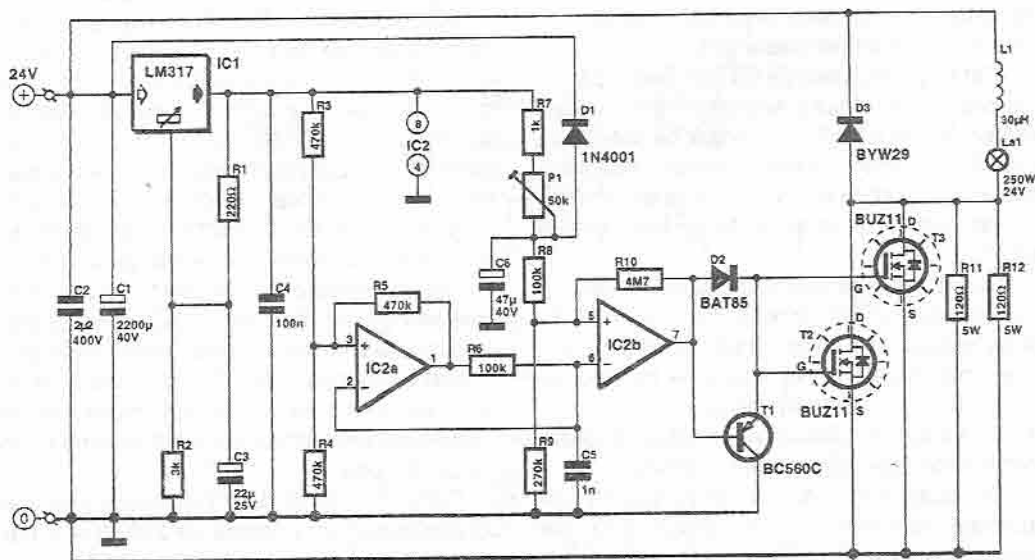 24V
+
LM317
IC1
R1
220Ω
R2
3k
C2
2µ2
400V
C1
2200µ
40V
C3
22µ
25V
C4
100n
R3
470k
R4
470k
8
IC2
4
R5
470k
3
+
2
−
1
IC2a
R6
100k
R7
1k
P1
50k
D1
1N4001
C6
47µ
40V
R8
100k
R9
270k
C5
1n
R10
4M7
5
+
6
−
7
IC2b
D2
BAT85
T1
BC560C
D3
BYW29
L1
30µH
La1
250W
24V
BUZ11
D
T3
G
S
T2
D
G
S
BUZ11
R11
120Ω
5W
R12
120Ω
5W
0